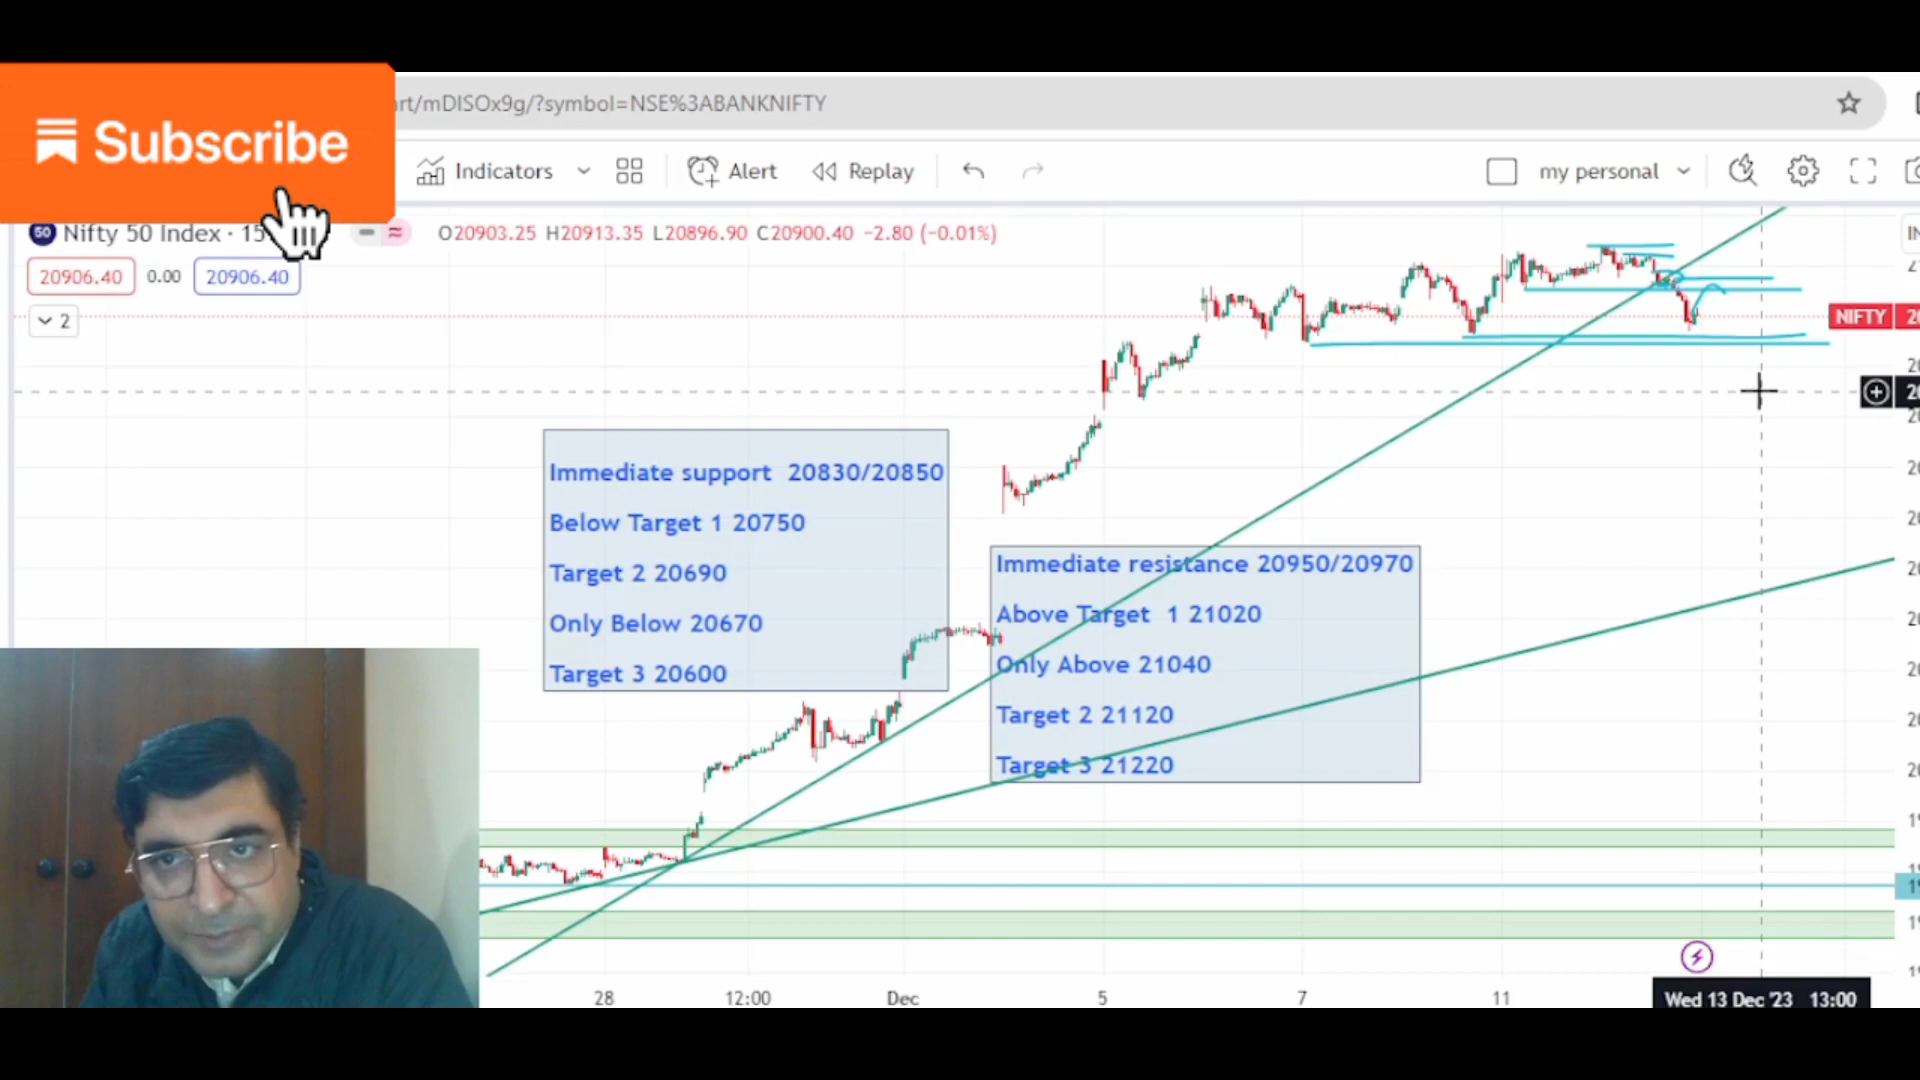 art/mDISOx9g/?symbol=NSE%3ABANKNIFTY
Subscribe
Indicators
Alert
Replay
my personal
50 Nifty 50 Index · 15
O20903.25 H20913.35 L20896.90 C20900.40 −2.80 (−0.01%)
20906.40 0.00 20906.40
2
NIFTY
Immediate support 20830/20850
Below Target 1 20750
Target 2 20690
Only Below 20670
Target 3 20600
Immediate resistance 20950/20970
Above Target 1 21020
Only Above 21040
Target 2 21120
Target 3 21220
28 12:00 Dec 5 7 11 Wed 13 Dec '23 13:00